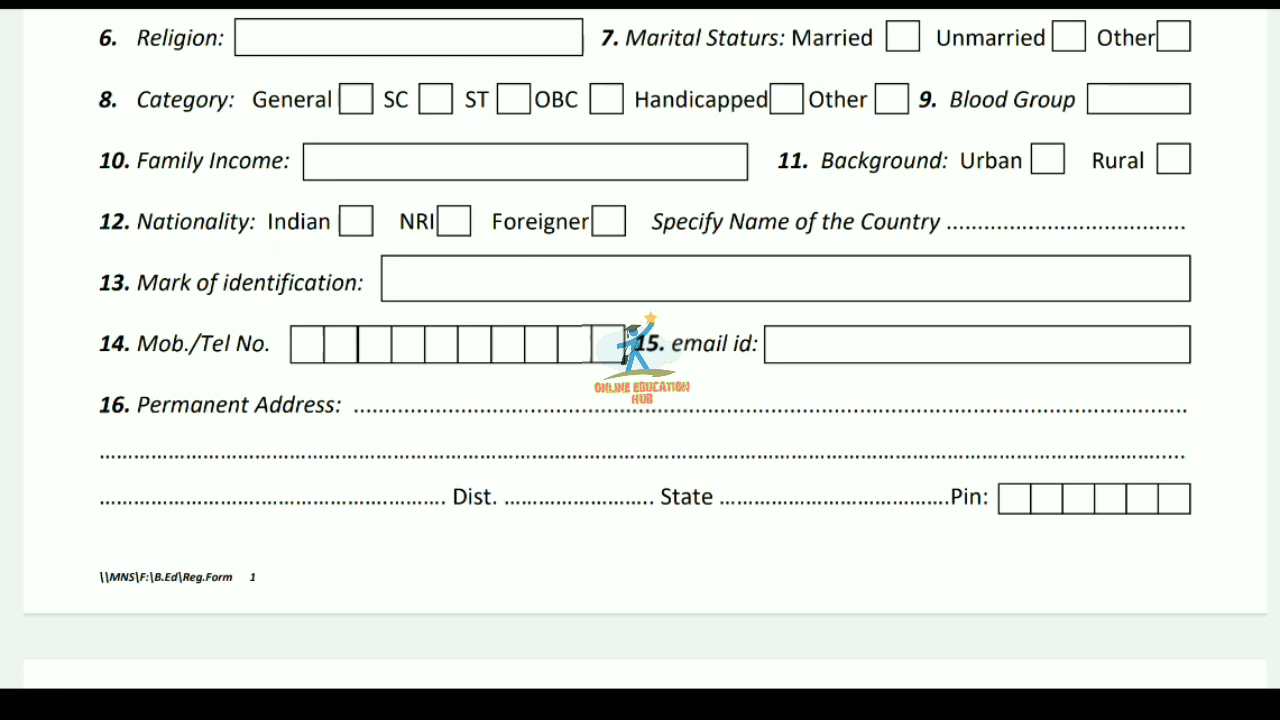 6. Religion: 7. Marital Staturs: Married Unmarried Other
8. Category: General SC ST OBC Handicapped Other 9. Blood Group
10. Family Income: 11. Background: Urban Rural
12. Nationality: Indian NRI Foreigner Specify Name of the Country ......................................
13. Mark of identification:
14. Mob./Tel No. 15. email id:
ONLINE EDUCATION
HUB
16. Permanent Address: ......................................................................................................................................
..............................................................................................................................................................................
........................................................ Dist. ......................... State ......................................Pin:
\\MNS\F:\B.Ed\Reg.Form 1